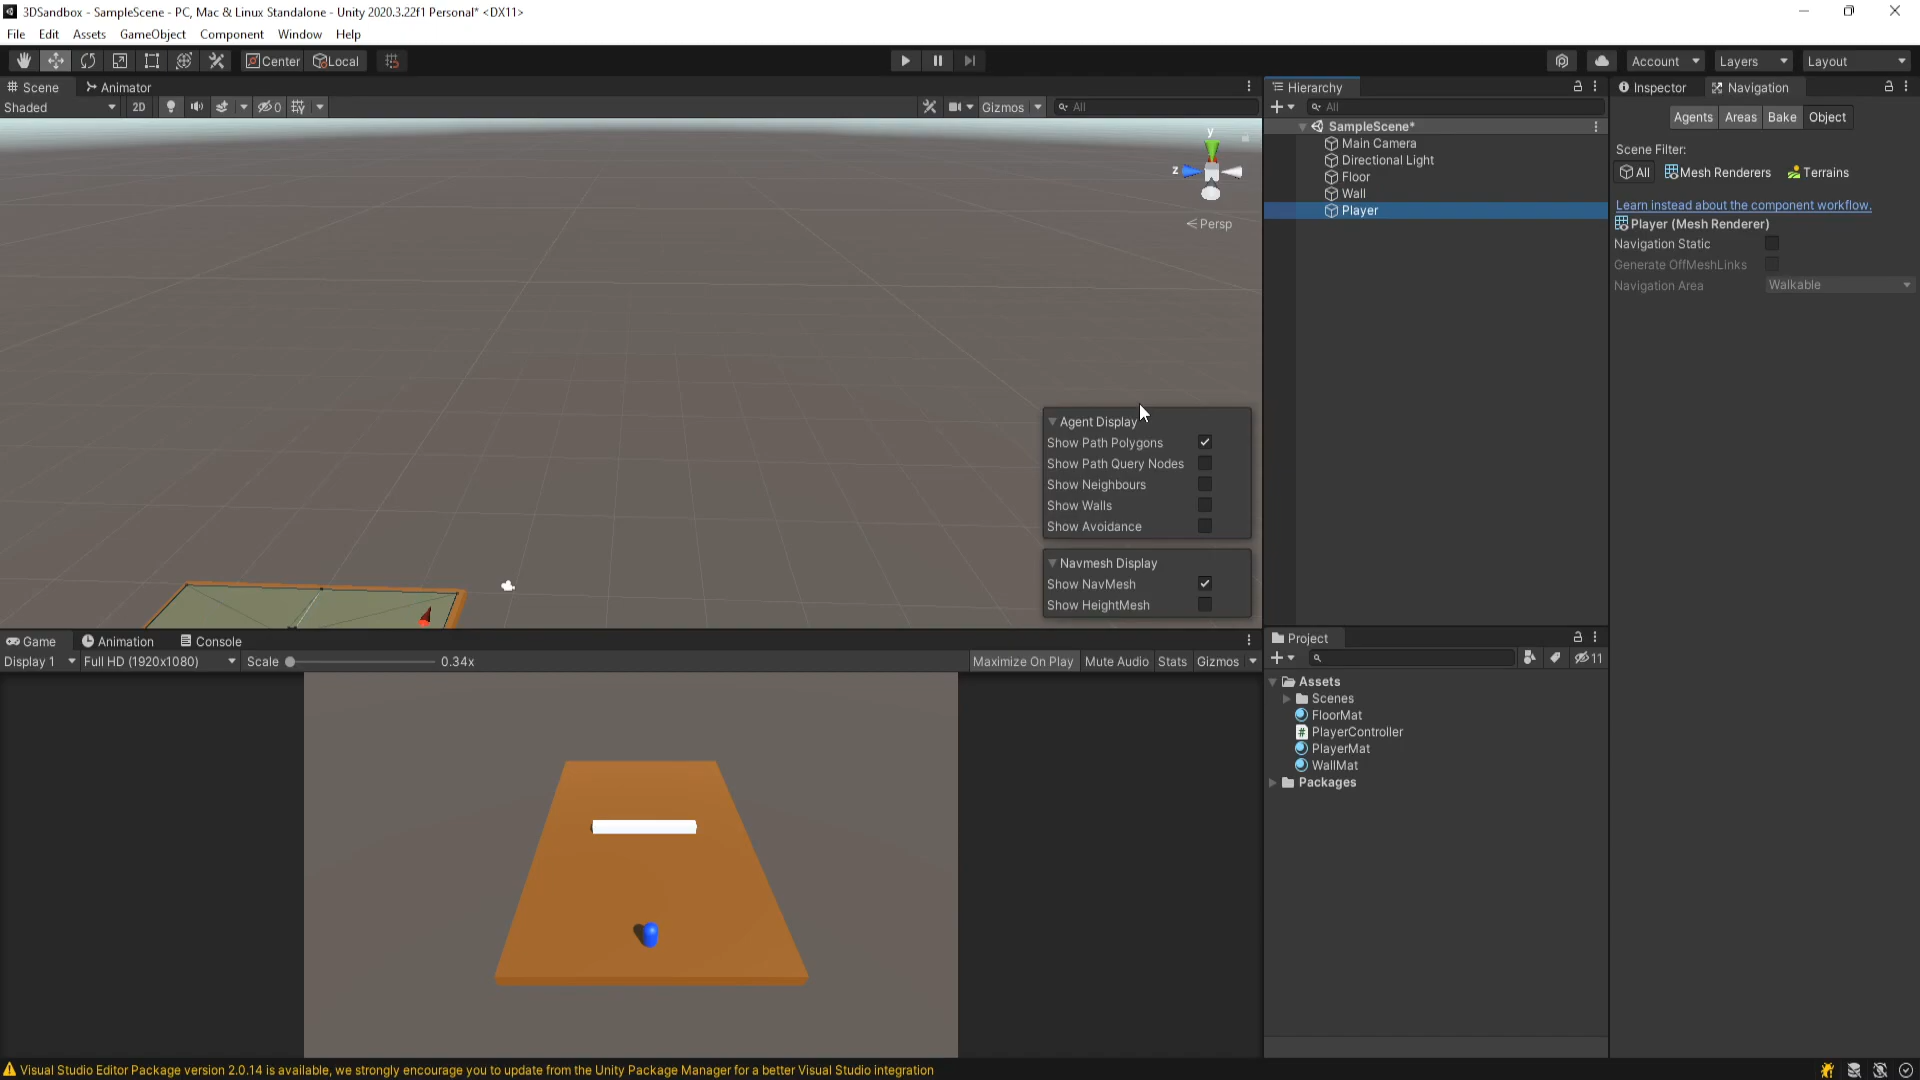 3DSandbox - SampleScene - PC, Mac & Linux Standalone - Unity 2020.3.22f1 Personal* <DX11>
File Edit Assets GameObject Component Window Help
Center Local Account Layers Layout
Scene Animator
Shaded 2D 0 Gizmos All
y
z
Persp
Agent Display
Show Path Polygons
Show Path Query Nodes
Show Neighbours
Show Walls
Show Avoidance
Navmesh Display
Show NavMesh
Show HeightMesh
Game Animation Console
Display 1 Full HD (1920x1080) Scale 0.34x Maximize On Play Mute Audio Stats Gizmos
Hierarchy
All
SampleScene*
Main Camera
Directional Light
Floor
Wall
Player
Project
11
Assets
Scenes
FloorMat
PlayerController
PlayerMat
WallMat
Packages
Inspector Navigation
Agents Areas Bake Object
Scene Filter:
All Mesh Renderers Terrains
Learn instead about the component workflow.
Player (Mesh Renderer)
Navigation Static
Generate OffMeshLinks
Navigation Area Walkable
Visual Studio Editor Package version 2.0.14 is available, we strongly encourage you to update from the Unity Package Manager for a better Visual Studio integration